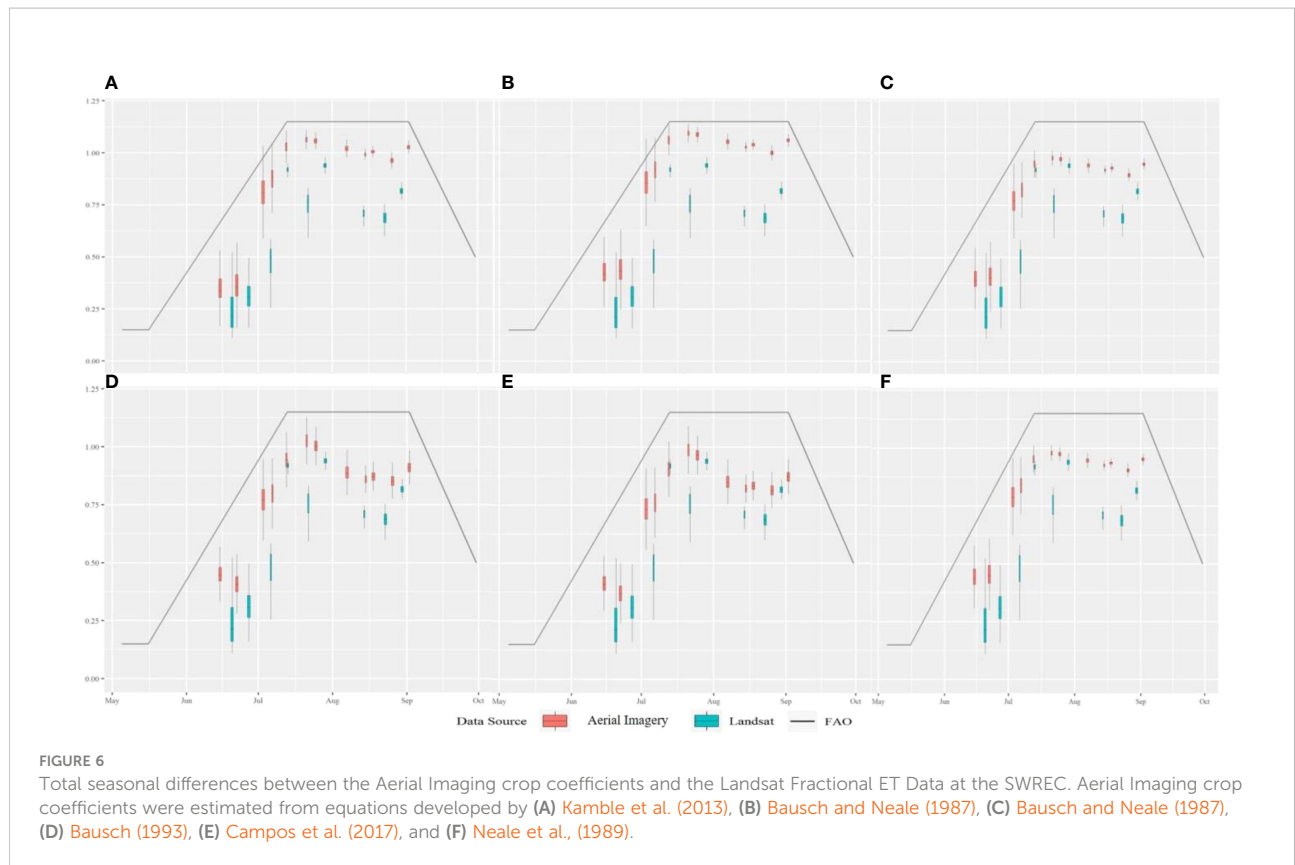 A B C
1.25
1.00
0.75
0.50
0.25
0.00
D E F
1.25
1.00
0.75
0.50
0.25
0.00
May Jun Jul Aug Sep Oct May Jun Jul Aug Sep Oct May Jun Jul Aug Sep Oct
Data Source Aerial Imagery Landsat FAO
FIGURE 6
Total seasonal differences between the Aerial Imaging crop coefficients and the Landsat Fractional ET Data at the SWREC. Aerial Imaging crop
coefficients were estimated from equations developed by (A) Kamble et al. (2013), (B) Bausch and Neale (1987), (C) Bausch and Neale (1987),
(D) Bausch (1993), (E) Campos et al. (2017), and (F) Neale et al., (1989).